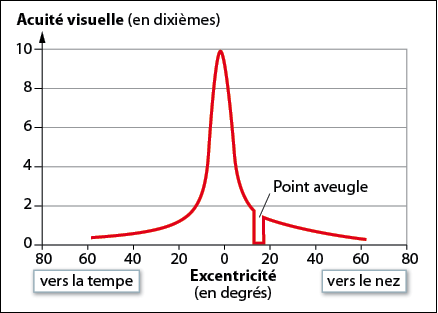 Acuité visuelle (en dixièmes)
10
8
6
4
2
0
Point aveugle
80 60 40 20 0 20 40 60 80
vers la tempe
Excentricité
(en degrés)
vers le nez